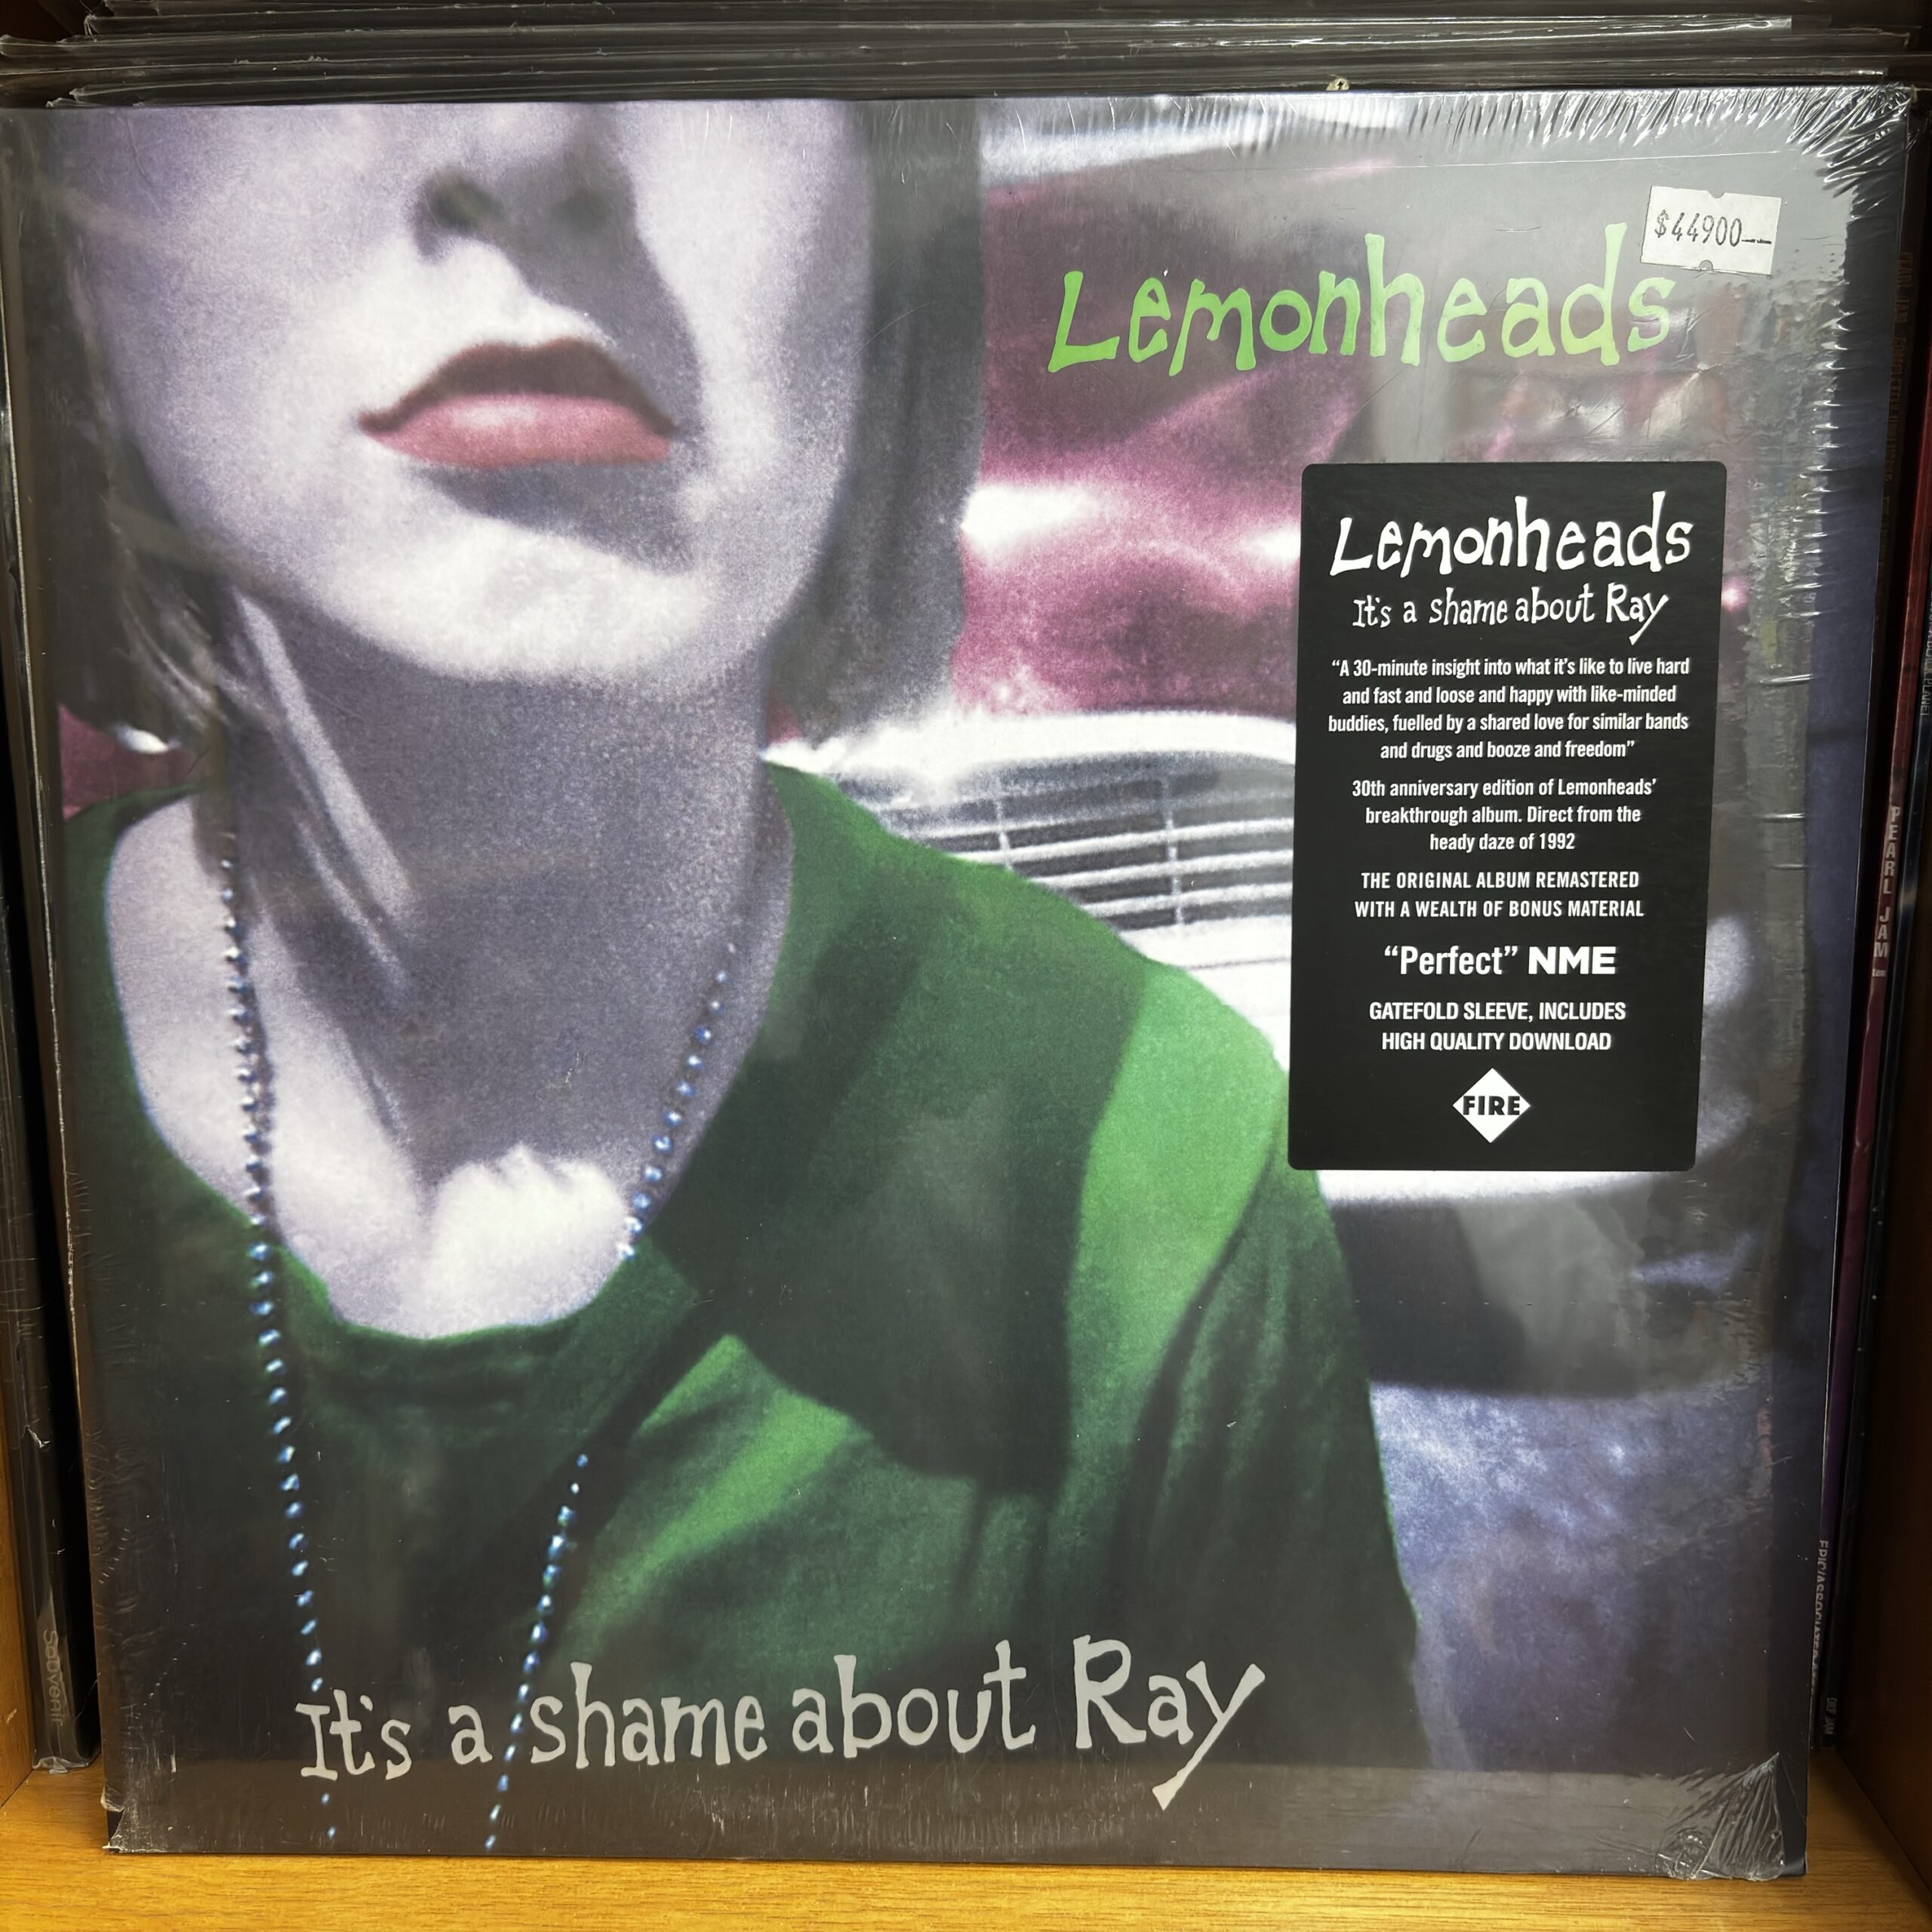 $44900
Lemonheads
Lemonheads
It's a shame about Ray
“A 30-minute insight into what it’s like to live hard
and fast and loose and happy with like-minded
buddies, fuelled by a shared love for similar bands
and drugs and booze and freedom”
30th anniversary edition of Lemonheads’
breakthrough album. Direct from the
heady daze of 1992
THE ORIGINAL ALBUM REMASTERED
WITH A WEALTH OF BONUS MATERIAL
“Perfect” NME
GATEFOLD SLEEVE, INCLUDES
HIGH QUALITY DOWNLOAD
FIRE
It's a shame about Ray
PEARL JAM
Souvenir
DEF JAM